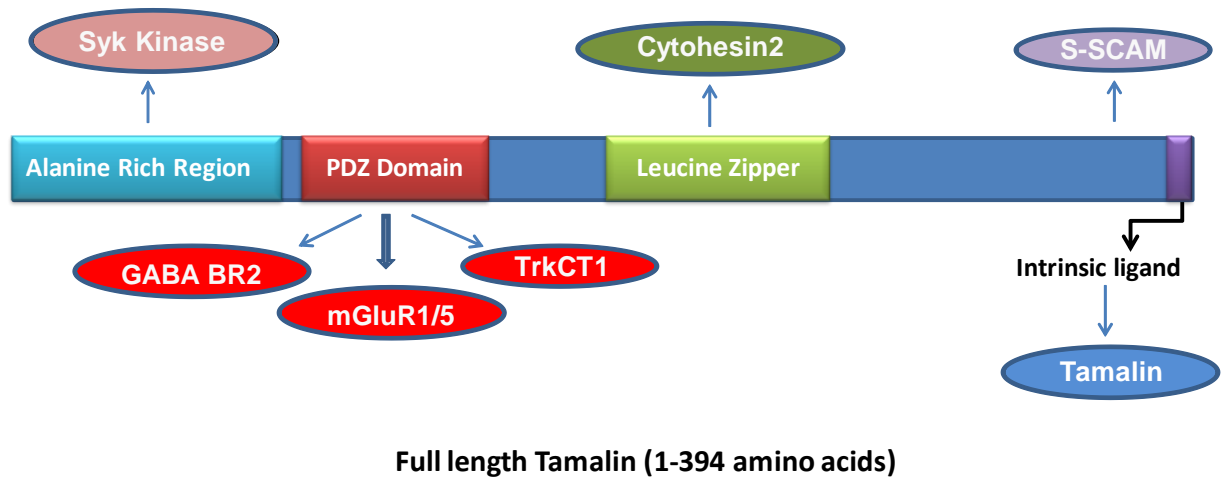 Syk Kinase
Cytohesin2
S-SCAM
Alanine Rich Region
PDZ Domain
Leucine Zipper
GABA BR2
TrkCT1
mGluR1/5
Intrinsic ligand
Tamalin
Full length Tamalin (1-394 amino acids)